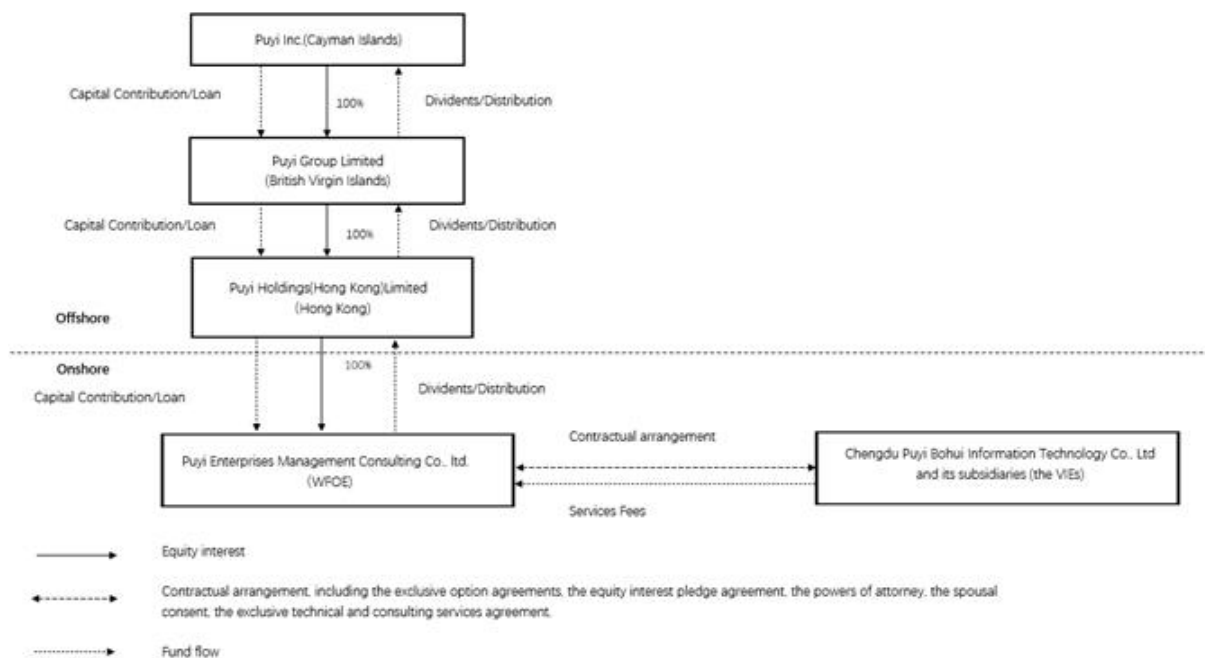 Puyi Inc.(Cayman Islands)
Capital Contribution/Loan
100%
Dividents/Distribution
Puyi Group Limited
(British Virgin Islands)
Capital Contribution/Loan
100%
Dividents/Distribution
Puyi Holdings(Hong Kong)Limited
(Hong Kong)
Offshore
Onshore
100%
Capital Contribution/Loan
Dividents/Distribution
Puyi Enterprises Management Consulting Co., ltd.
(WFOE)
Contractual arrangement
Services Fees
Chengdu Puyi Bohui Information Technology Co., Ltd
and its subsidiaries (the VIEs)
Equity interest
Contractual arrangement, including the exclusive option agreements, the equity interest pledge agreement, the powers of attorney, the spousal
consent, the exclusive technical and consulting services agreement.
Fund flow